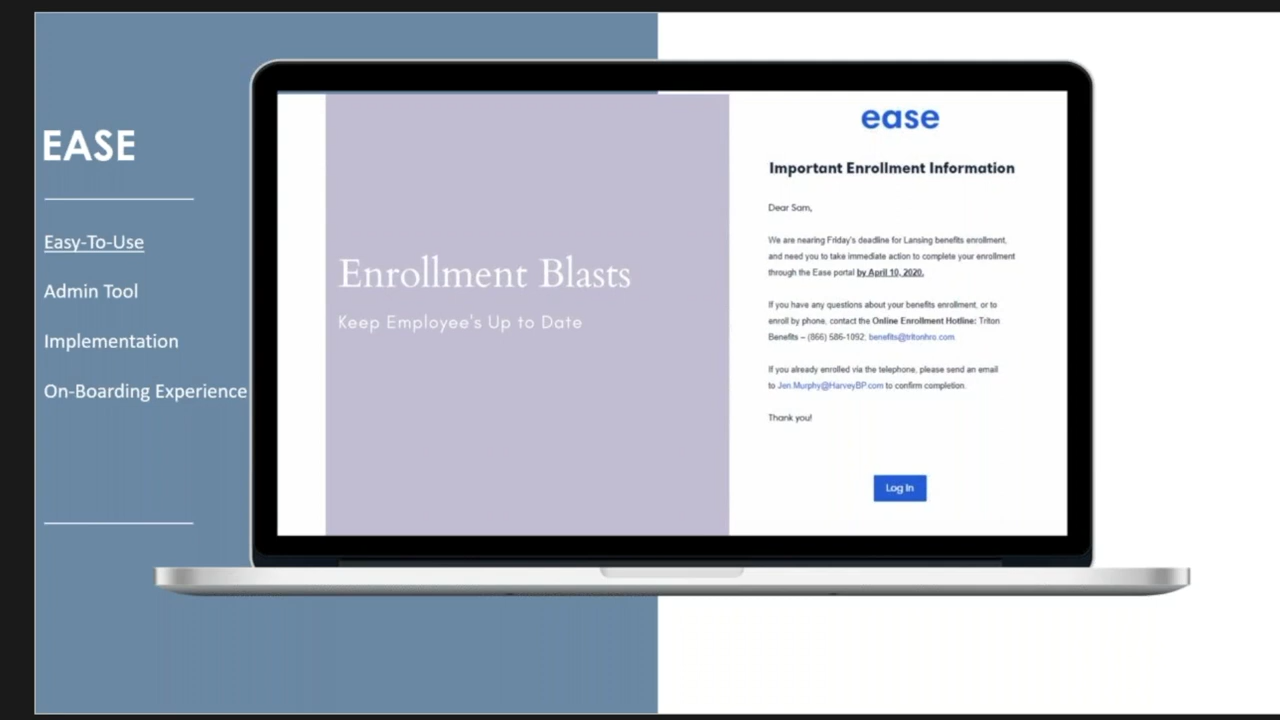 EASE
Easy-To-Use
Admin Tool
Implementation
On-Boarding Experience
Enrollment Blasts
Keep Employee's Up to Date
ease
Important Enrollment Information
Dear Sam,
We are nearing Friday's deadline for Lansing benefits enrollment,
and need you to take immediate action to complete your enrollment
through the Ease portal by April 10, 2020.
If you have any questions about your benefits enrollment, or to
enroll by phone, contact the Online Enrollment Hotline: Triton
Benefits – (866) 586-1092; benefits@tritonhro.com
If you already enrolled via the telephone, please send an email
to Jen.Murphy@HarveyBP.com to confirm completion.
Thank you!
Log In